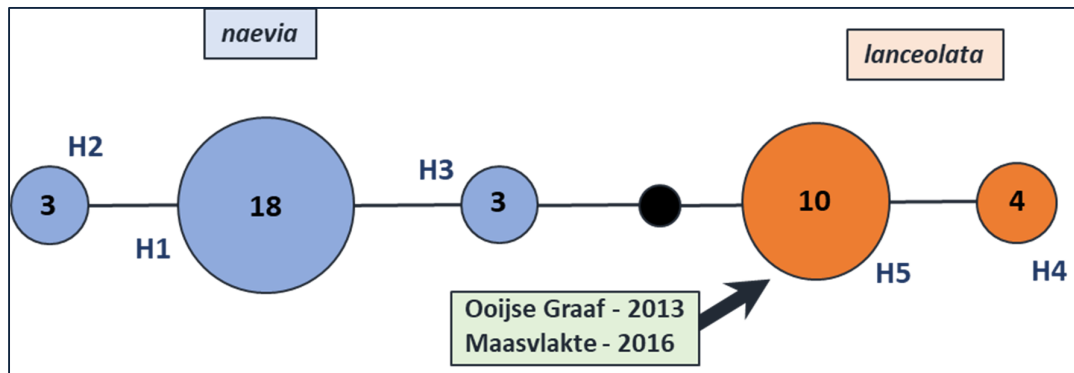 naevia
lanceolata
H2
3
H1
18
H3
3
10
H5
4
H4
Ooijse Graaf - 2013
Maasvlakte - 2016